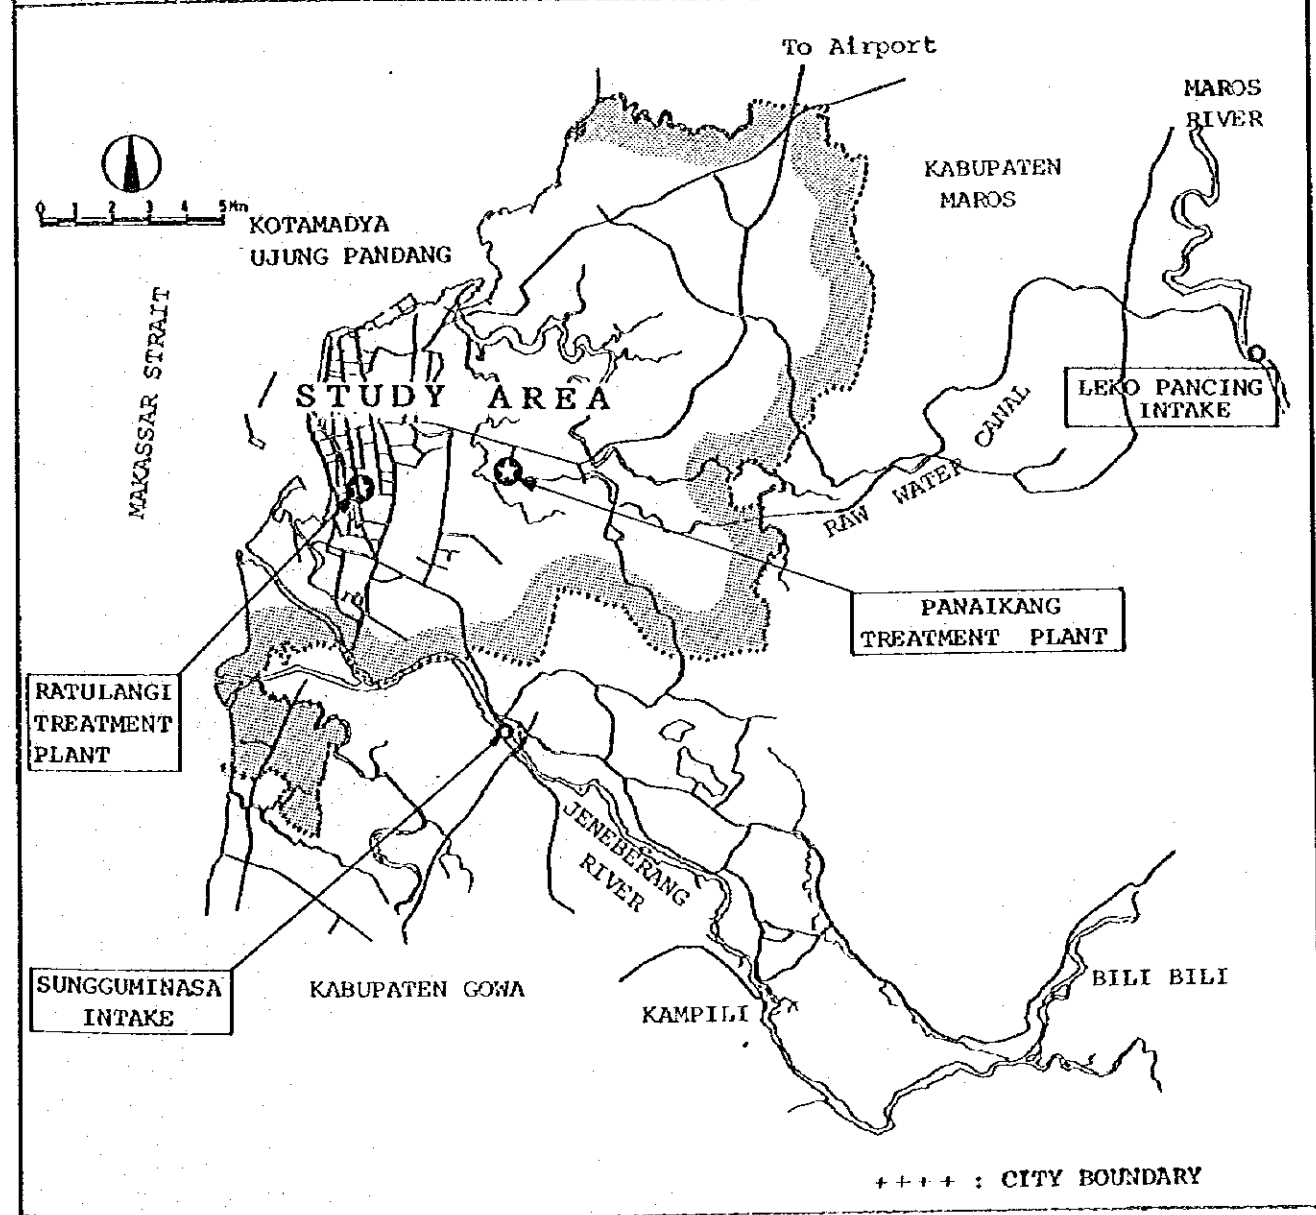 To Airport
MAROS
RIVER
KABUPATEN
MAROS
0 1 2 3 4 5
KOTAMADYA
UJUNG PANDANG
MAKASSAR STRAIT
STUDY AREA
LEKO PANCING
INTAKE
RAW WATER CANAL
PANAIKANG
TREATMENT PLANT
RATULANGI
TREATMENT
PLANT
JENEBERANG
RIVER
SUNGGUMINASA
INTAKE
KABUPATEN GOWA
KAMPILI
BILI BILI
++++ : CITY BOUNDARY